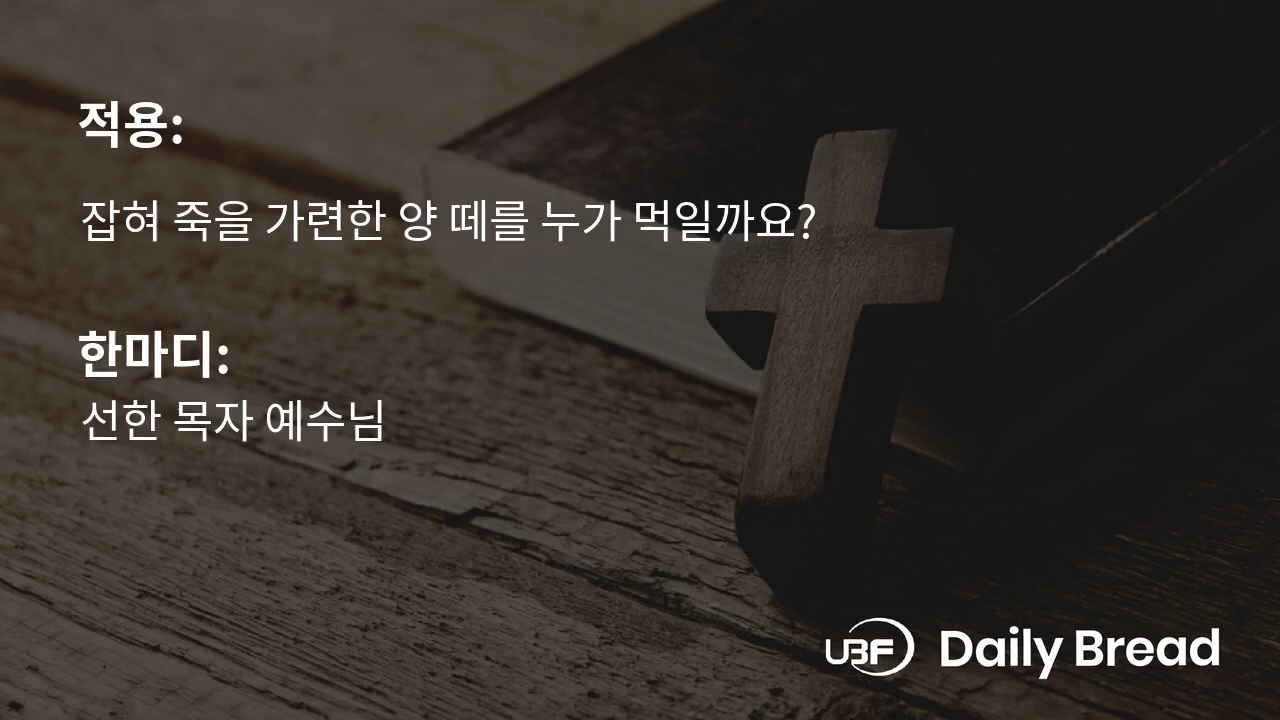 적용:
잡혀 죽을 가련한 양 떼를 누가 먹일까요?
한마디:
선한 목자 예수님
UBF Daily Bread